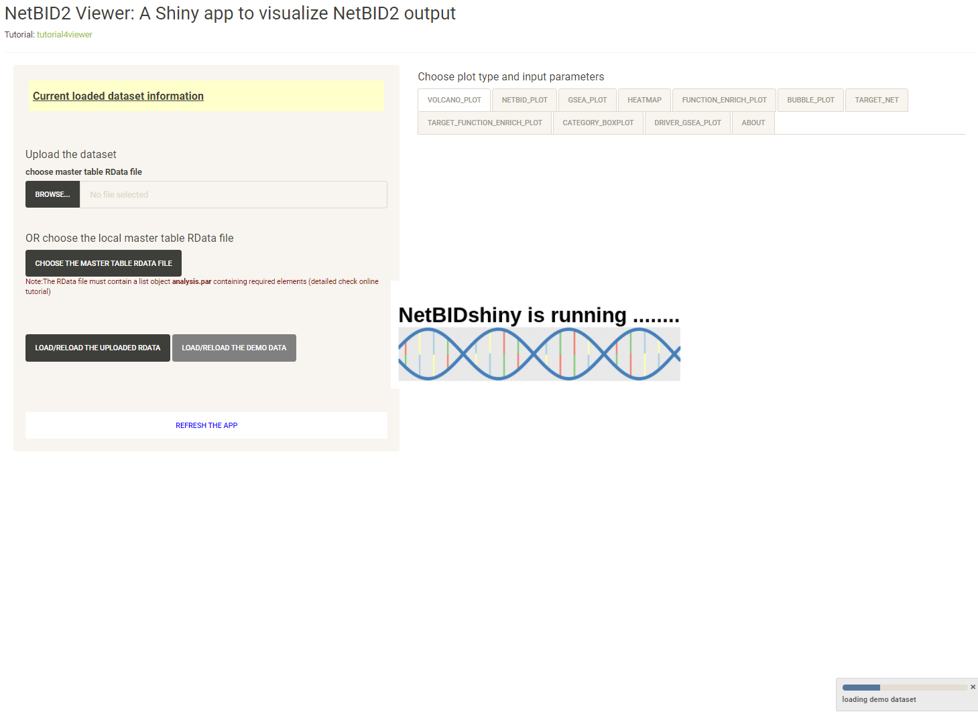 NetBID2 Viewer: A Shiny app to visualize NetBID2 output
Tutorial: tutorial4viewer
Current loaded dataset information
Upload the dataset
choose master table RData file
BROWSE... No file selected
OR choose the local master table RData file
CHOOSE THE MASTER TABLE RDATA FILE
Note:The RData file must contain a list object analysis.par containing required elements (detailed check online
tutorial)
LOAD/RELOAD THE UPLOADED RDATA LOAD/RELOAD THE DEMO DATA
REFRESH THE APP
Choose plot type and input parameters
VOLCANO_PLOT NETBID_PLOT GSEA_PLOT HEATMAP FUNCTION_ENRICH_PLOT BUBBLE_PLOT TARGET_NET
TARGET_FUNCTION_ENRICH_PLOT CATEGORY_BOXPLOT DRIVER_GSEA_PLOT ABOUT
NetBIDshiny is running ........
loading demo dataset